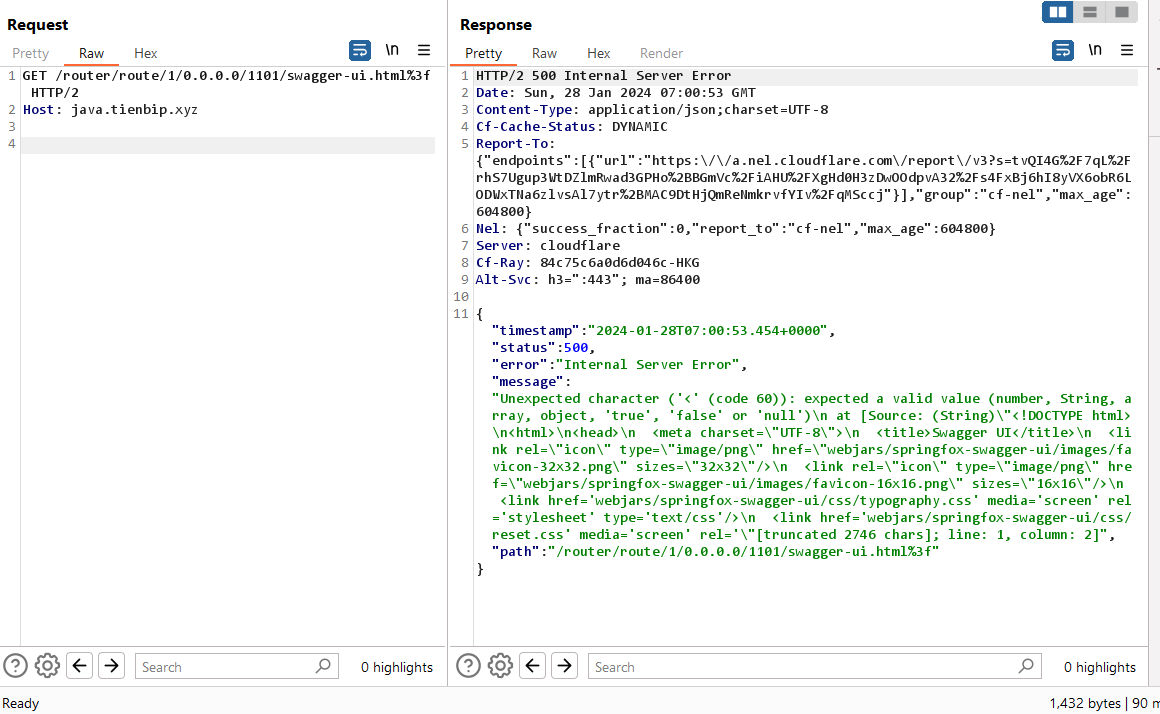 Request
Pretty Raw Hex \n
1 GET /router/route/1/0.0.0.0/1101/swagger-ui.html%3f
HTTP/2
2 Host: java.tienbip.xyz
3
4
Search
0 highlights
Response
Pretty Raw Hex Render \n
1 HTTP/2 500 Internal Server Error
2 Date: Sun, 28 Jan 2024 07:00:53 GMT
3 Content-Type: application/json;charset=UTF-8
4 Cf-Cache-Status: DYNAMIC
5 Report-To:
{"endpoints":[{"url":"https:\/\/a.nel.cloudflare.com\/report\/v3?s=tvQI4G%2F7qL%2F
rhS7Ugup3WtDZlmRwad3GPHo%2BBGmVc%2FiAHU%2FXgHd0H3zDwOOdpvA32%2Fs4FxBj6hI8yVX6obR6L
ODWxTNa6zlvsAl7ytr%2BMAC9DtHjQmReNmkrvfYIv%2FqMSccj"}],"group":"cf-nel","max_age":
604800}
6 Nel: {"success_fraction":0,"report_to":"cf-nel","max_age":604800}
7 Server: cloudflare
8 Cf-Ray: 84c75c6a0d6d046c-HKG
9 Alt-Svc: h3=":443"; ma=86400
10
11 {
"timestamp":"2024-01-28T07:00:53.454+0000",
"status":500,
"error":"Internal Server Error",
"message":
"Unexpected character ('<' (code 60)): expected a valid value (number, String, a
rray, object, 'true', 'false' or 'null')\n at [Source: (String)\"<!DOCTYPE html>
\n<html>\n<head>\n  <meta charset=\"UTF-8\">\n  <title>Swagger UI</title>\n  <li
nk rel=\"icon\" type=\"image/png\" href=\"webjars/springfox-swagger-ui/images/fa
vicon-32x32.png\" sizes=\"32x32\"/>\n  <link rel=\"icon\" type=\"image/png\" hre
f=\"webjars/springfox-swagger-ui/images/favicon-16x16.png\" sizes=\"16x16\"/>\n
<link href='webjars/springfox-swagger-ui/css/typography.css' media='screen' rel
='stylesheet' type='text/css'/>\n  <link href='webjars/springfox-swagger-ui/css/
reset.css' media='screen' rel='\"[truncated 2746 chars]; line: 1, column: 2]",
"path":"/router/route/1/0.0.0.0/1101/swagger-ui.html%3f"
}
Search
0 highlights
Ready
1,432 bytes | 90 m